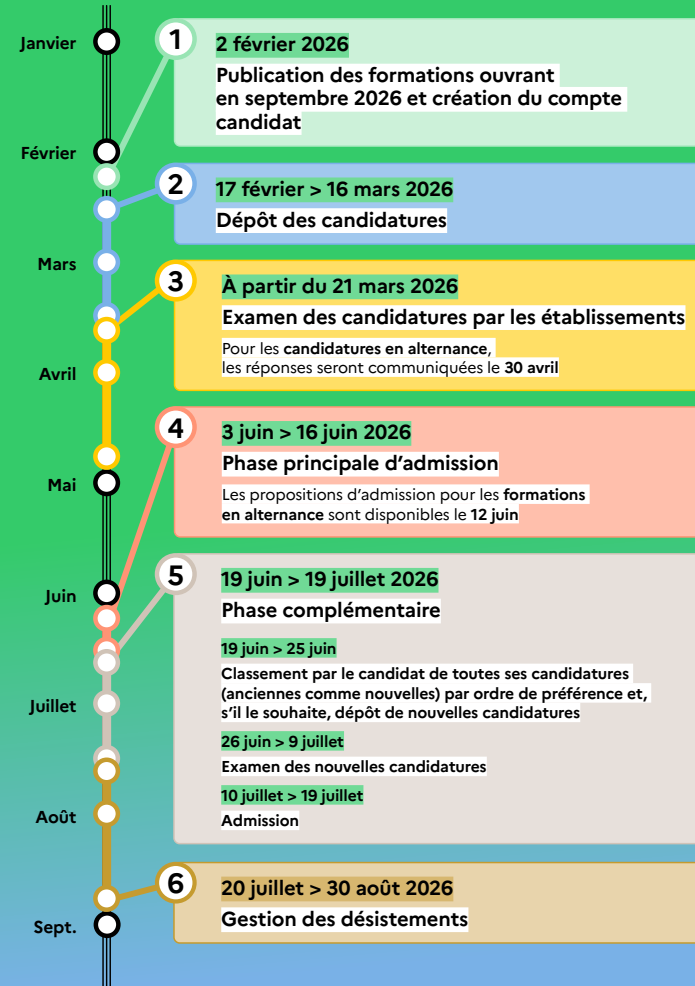 Janvier
Février
Mars
Avril
Mai
Juin
Juillet
Août
Sept.
1
2 février 2026
Publication des formations ouvrant
en septembre 2026 et création du compte
candidat
2
17 février > 16 mars 2026
Dépôt des candidatures
3
À partir du 21 mars 2026
Examen des candidatures par les établissements
Pour les candidatures en alternance,
les réponses seront communiquées le 30 avril
4
3 juin > 16 juin 2026
Phase principale d’admission
Les propositions d’admission pour les formations
en alternance sont disponibles le 12 juin
5
19 juin > 19 juillet 2026
Phase complémentaire
19 juin > 25 juin
Classement par le candidat de toutes ses candidatures
(anciennes comme nouvelles) par ordre de préférence et,
s’il le souhaite, dépôt de nouvelles candidatures
26 juin > 9 juillet
Examen des nouvelles candidatures
10 juillet > 19 juillet
Admission
6
20 juillet > 30 août 2026
Gestion des désistements